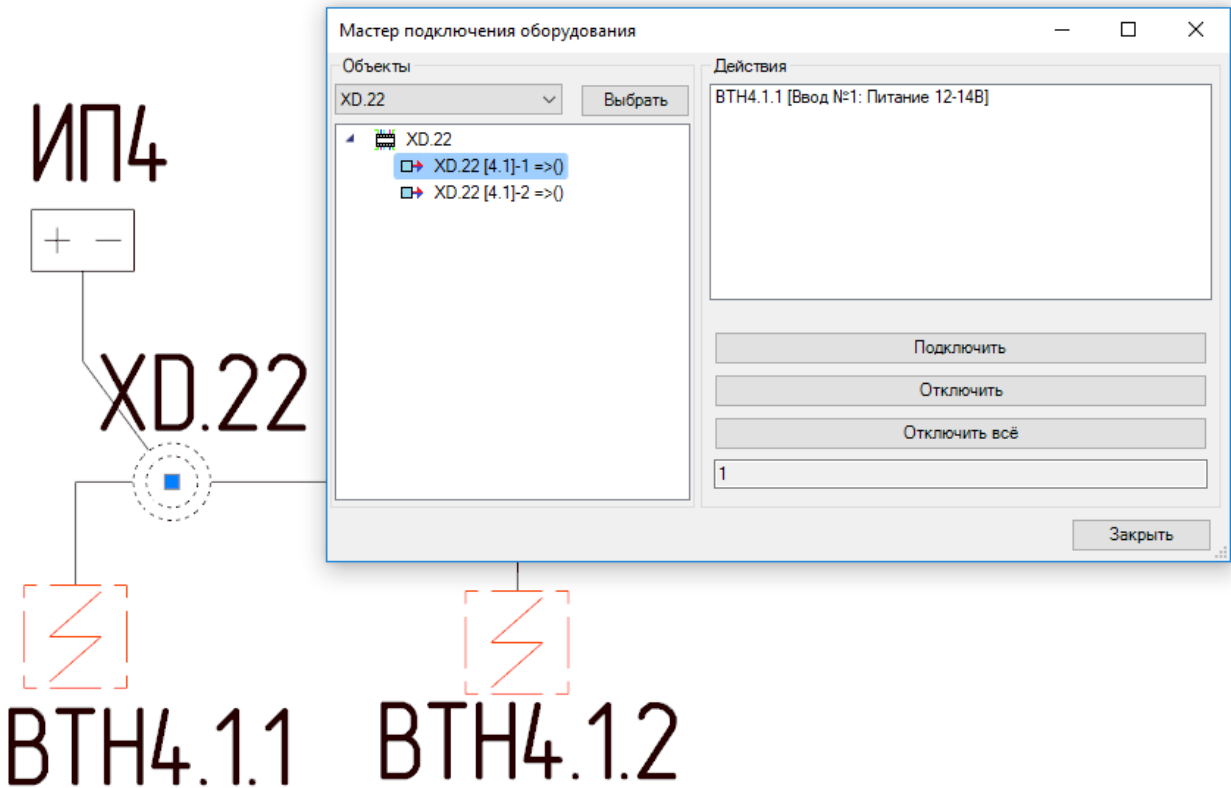 Мастер подключения оборудования
Объекты
XD.22
Выбрать
XD.22
XD.22 [4.1]-1 =>()
XD.22 [4.1]-2 =>()
Действия
ВТН4.1.1 [Ввод №1: Питание 12-14В]
Подключить
Отключить
Отключить всё
1
Закрыть
ИП4
+ −
XD.22
ВТН4.1.1
ВТН4.1.2